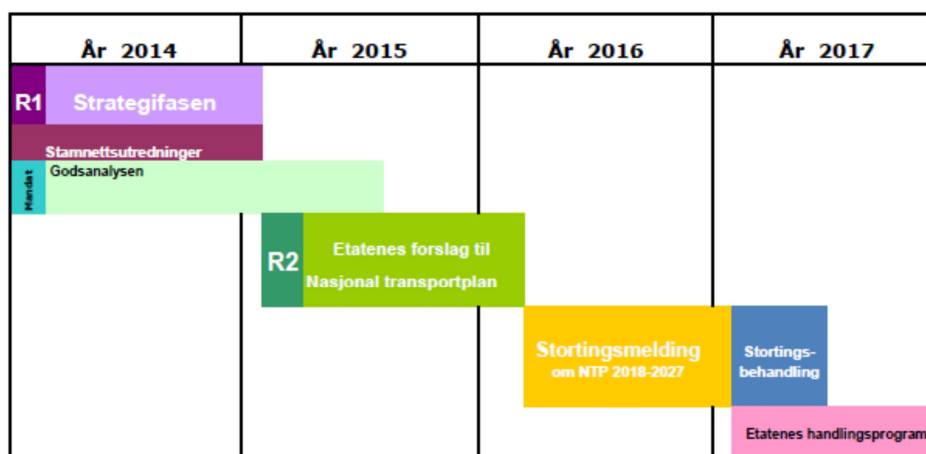 År 2014
År 2015
År 2016
År 2017
R1
Strategifasen
Stamnettsutredninger
Mandat
Godsanalysen
R2
Etatenes forslag til
Nasjonal transportplan
Stortingsmelding
om NTP 2018-2027
Stortings-
behandling
Etatenes handlingsprogram